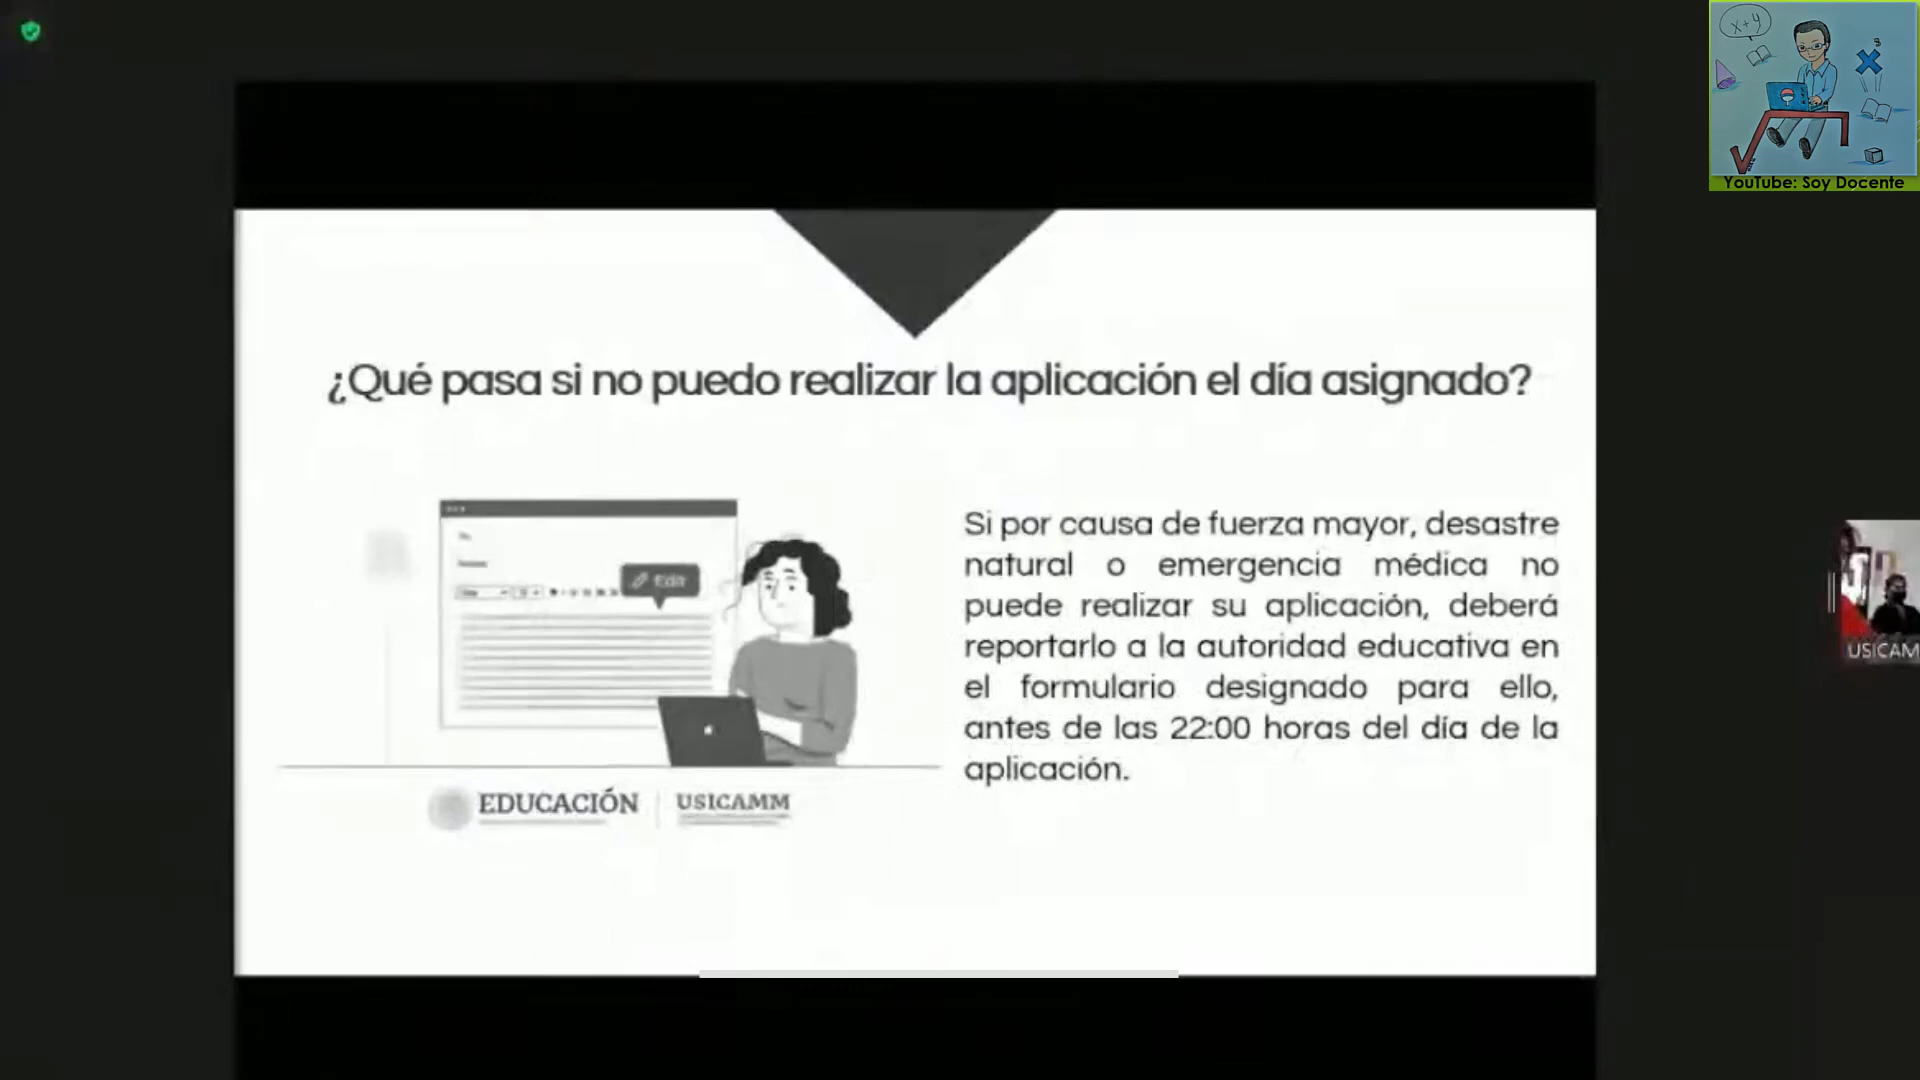 x+y
3
YouTube: Soy Docente
¿Qué pasa si no puedo realizar la aplicación el día asignado?
Edit
Si por causa de fuerza mayor, desastre
natural o emergencia médica no
puede realizar su aplicación, deberá
reportarlo a la autoridad educativa en
el formulario designado para ello,
antes de las 22:00 horas del día de la
aplicación.
EDUCACIÓN
USICAMM
USICAM